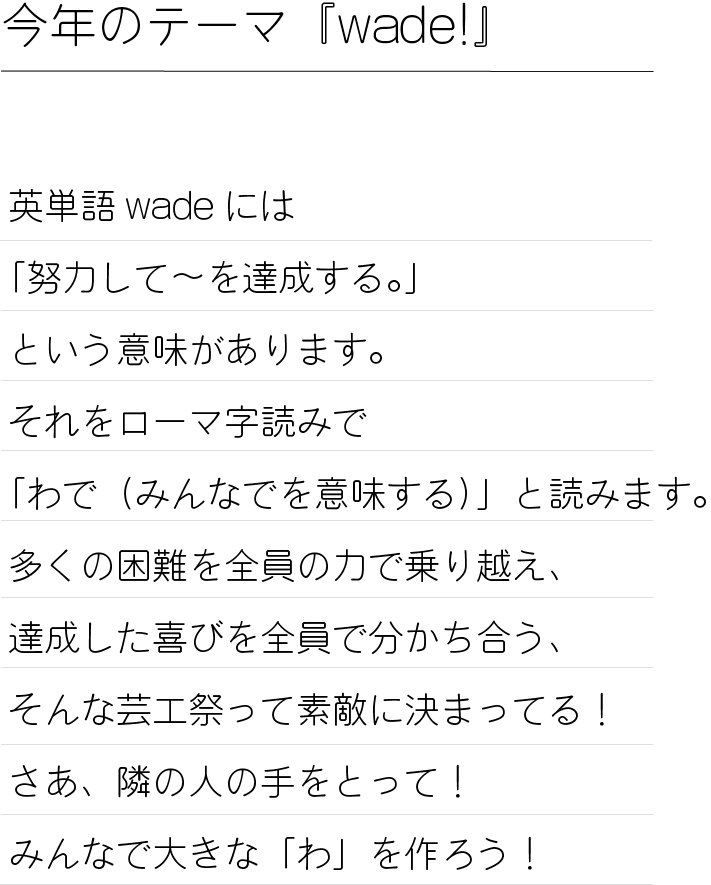 今年のテーマ『wade!』
英単語 wade には
「努力して～を達成する。」
という意味があります。
それをローマ字読みで
「わで（みんなでを意味する）」と読みます。
多くの困難を全員の力で乗り越え、
達成した喜びを全員で分かち合う、
そんな芸工祭って素敵に決まってる！
さあ、隣の人の手をとって！
みんなで大きな「わ」を作ろう！